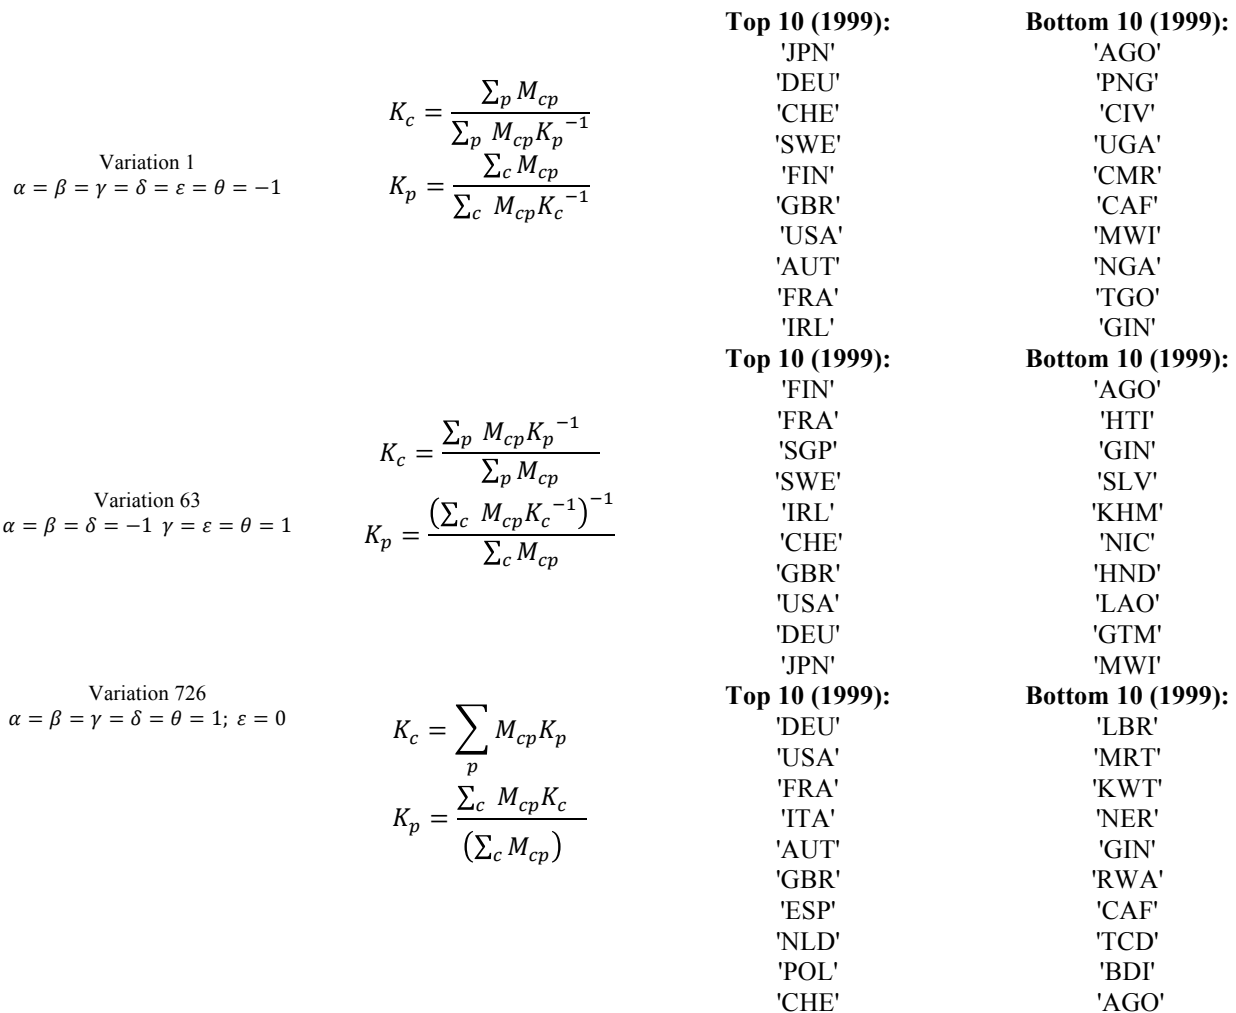 Variation 1
𝛼 = 𝛽 = 𝛾 = 𝛿 = 𝜀 = 𝜃 = −1
K_c = ∑_p M_cp / ∑_p M_cp K_p^−1
K_p = ∑_c M_cp / ∑_c M_cp K_c^−1
Top 10 (1999):
'JPN'
'DEU'
'CHE'
'SWE'
'FIN'
'GBR'
'USA'
'AUT'
'FRA'
'IRL'
Bottom 10 (1999):
'AGO'
'PNG'
'CIV'
'UGA'
'CMR'
'CAF'
'MWI'
'NGA'
'TGO'
'GIN'
Variation 63
𝛼 = 𝛽 = 𝛿 = −1 𝛾 = 𝜀 = 𝜃 = 1
K_c = ∑_p M_cp K_p^−1 / ∑_p M_cp
K_p = (∑_c M_cp K_c^−1)^−1 / ∑_c M_cp
Top 10 (1999):
'FIN'
'FRA'
'SGP'
'SWE'
'IRL'
'CHE'
'GBR'
'USA'
'DEU'
'JPN'
Bottom 10 (1999):
'AGO'
'HTI'
'GIN'
'SLV'
'KHM'
'NIC'
'HND'
'LAO'
'GTM'
'MWI'
Variation 726
𝛼 = 𝛽 = 𝛾 = 𝛿 = 𝜃 = 1; 𝜀 = 0
K_c = ∑_p M_cp K_p
K_p = ∑_c M_cp K_c / (∑_c M_cp)
Top 10 (1999):
'DEU'
'USA'
'FRA'
'ITA'
'AUT'
'GBR'
'ESP'
'NLD'
'POL'
'CHE'
Bottom 10 (1999):
'LBR'
'MRT'
'KWT'
'NER'
'GIN'
'RWA'
'CAF'
'TCD'
'BDI'
'AGO'